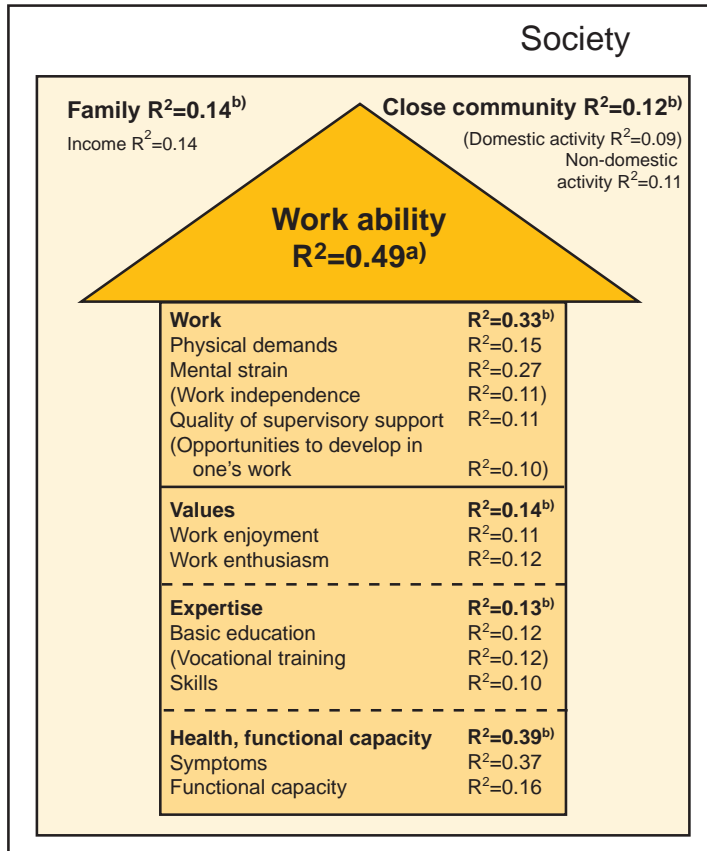 Society
Family R²=0.14ᵇ⁾
Income R²=0.14
Close community R²=0.12ᵇ⁾
(Domestic activity R²=0.09)
Non-domestic
activity R²=0.11
Work ability
R²=0.49ᵃ⁾
Work R²=0.33ᵇ⁾
Physical demands R²=0.15
Mental strain R²=0.27
(Work independence R²=0.11)
Quality of supervisory support R²=0.11
(Opportunities to develop in
one's work R²=0.10)
Values R²=0.14ᵇ⁾
Work enjoyment R²=0.11
Work enthusiasm R²=0.12
Expertise R²=0.13ᵇ⁾
Basic education R²=0.12
(Vocational training R²=0.12)
Skills R²=0.10
Health, functional capacity R²=0.39ᵇ⁾
Symptoms R²=0.37
Functional capacity R²=0.16